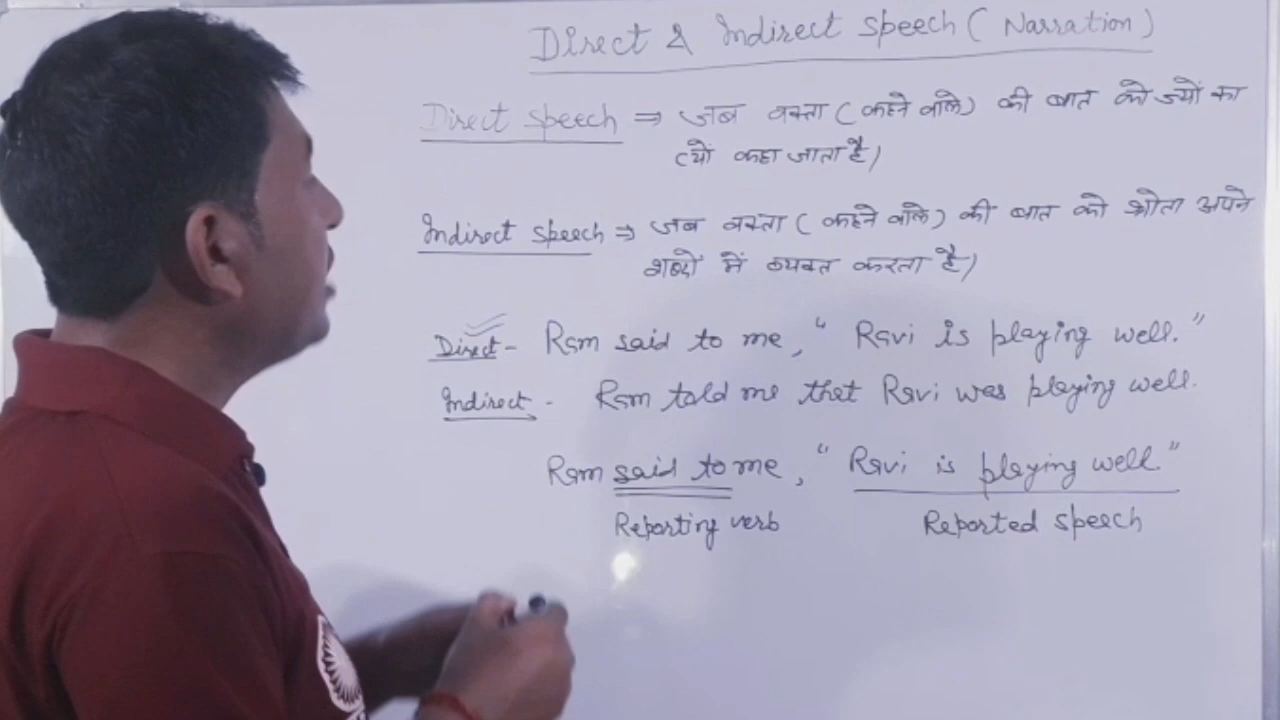 Direct & Indirect Speech ( Narration )
Direct speech ⇒ जब वक्ता ( कहने वाले ) की बात को ज्यों का
त्यों कहा जाता है।
Indirect speech ⇒ जब वक्ता ( कहने वाले ) की बात को श्रोता अपने
शब्दों में व्यक्त करता है।
Direct - Ram said to me, “ Ravi is playing well.”
Indirect - Ram told me that Ravi was playing well.
Ram said to me, “ Ravi is playing well.”
Reporting verb Reported speech